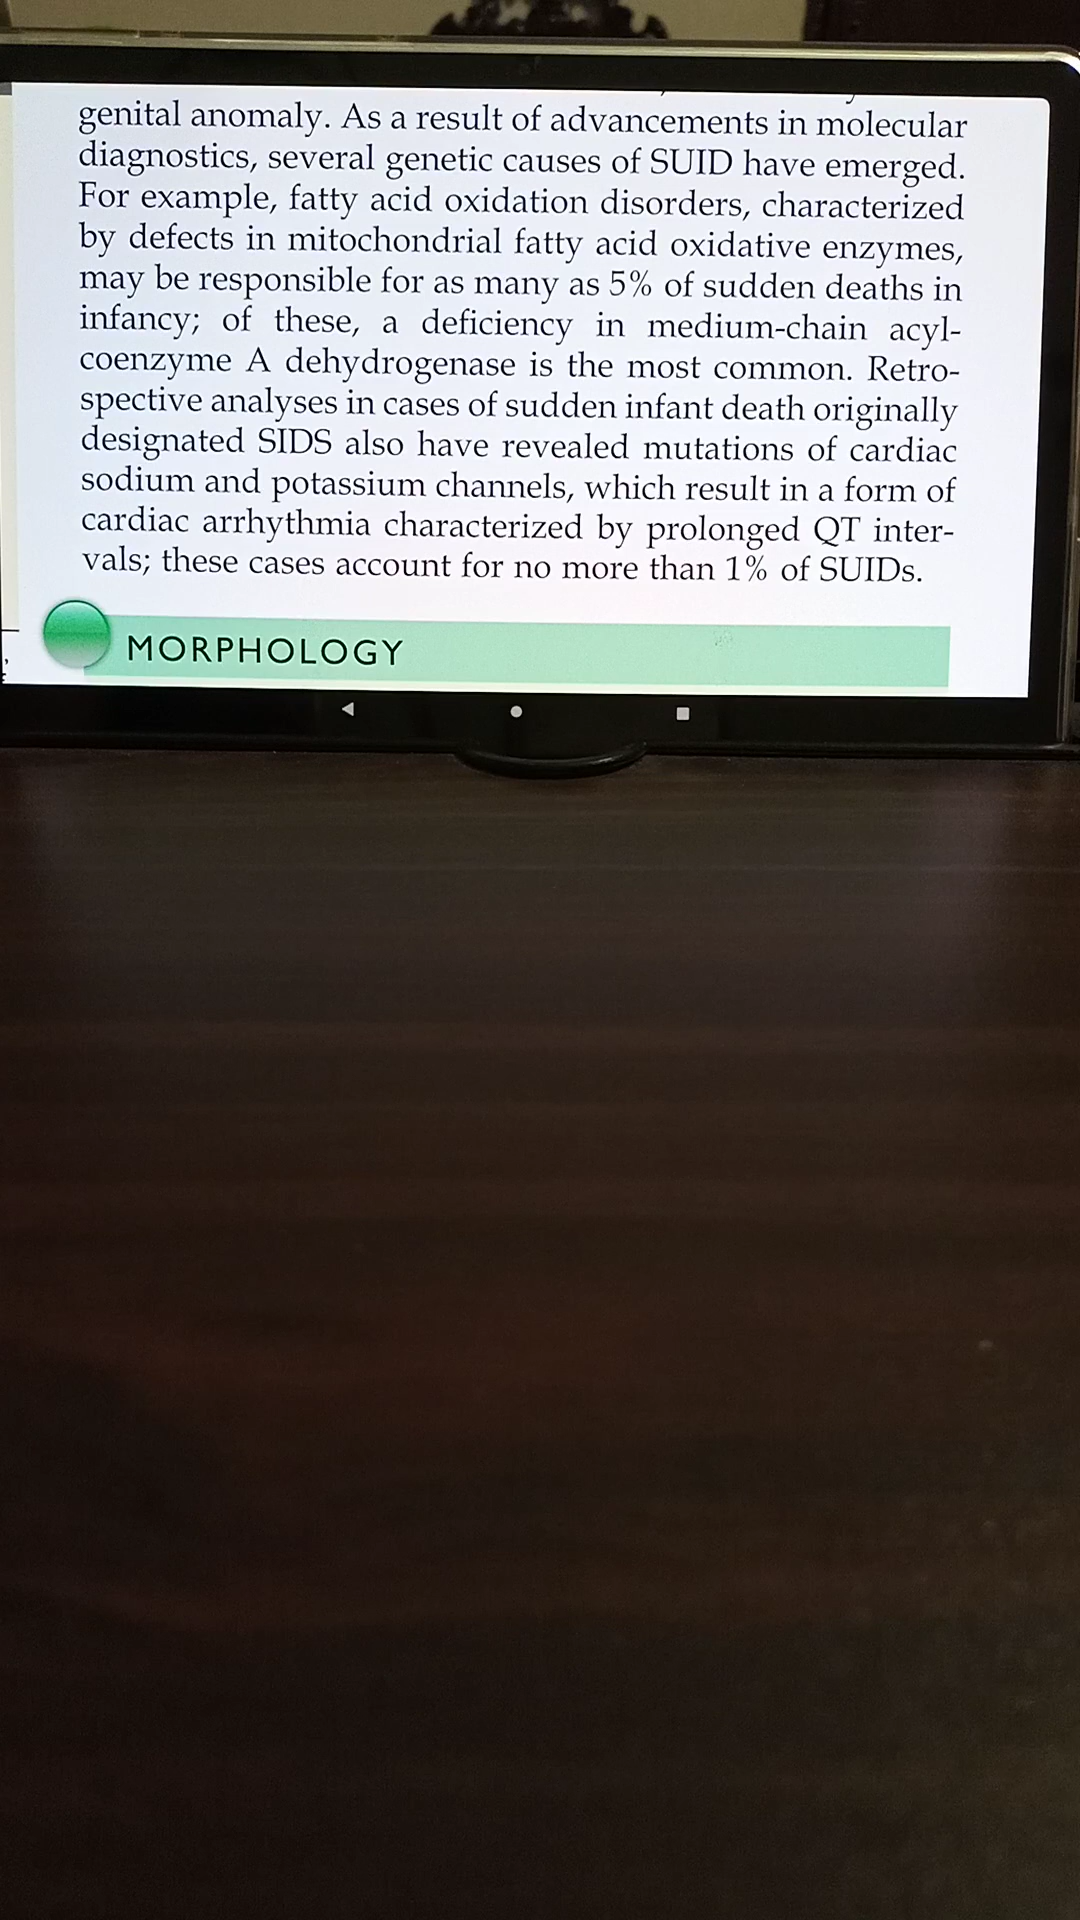 genital anomaly. As a result of advancements in molecular
diagnostics, several genetic causes of SUID have emerged.
For example, fatty acid oxidation disorders, characterized
by defects in mitochondrial fatty acid oxidative enzymes,
may be responsible for as many as 5% of sudden deaths in
infancy; of these, a deficiency in medium-chain acyl-
coenzyme A dehydrogenase is the most common. Retro-
spective analyses in cases of sudden infant death originally
designated SIDS also have revealed mutations of cardiac
sodium and potassium channels, which result in a form of
cardiac arrhythmia characterized by prolonged QT inter-
vals; these cases account for no more than 1% of SUIDs.
MORPHOLOGY